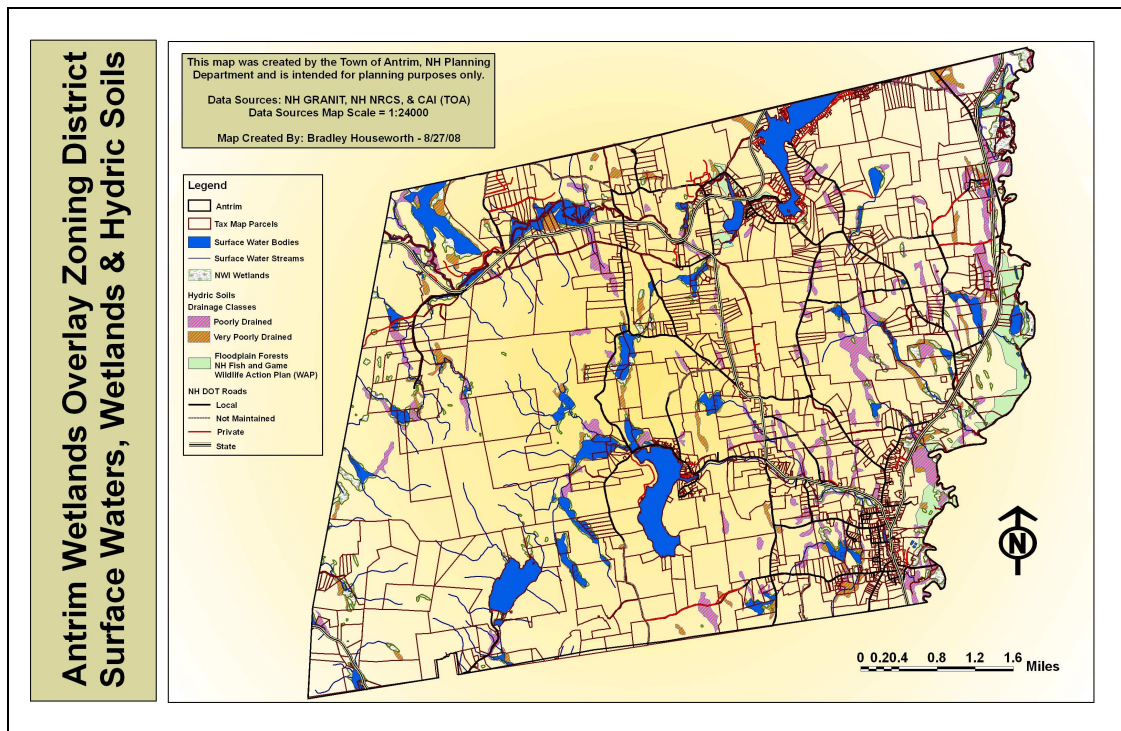 Antrim Wetlands Overlay Zoning District
Surface Waters, Wetlands & Hydric Soils
This map was created by the Town of Antrim, NH Planning
Department and is intended for planning purposes only.
Data Sources: NH GRANIT, NH NRCS, & CAI (TOA)
Data Sources Map Scale = 1:24000
Map Created By: Bradley Houseworth - 8/27/08
Legend
Antrim
Tax Map Parcels
Surface Water Bodies
Surface Water Streams
NWI Wetlands
Hydric Soils
Drainage Classes
Poorly Drained
Very Poorly Drained
Floodplain Forests
NH Fish and Game
Wildlife Action Plan (WAP)
NH DOT Roads
Local
Not Maintained
Private
State
N
0 0.20.4 0.8 1.2 1.6
Miles